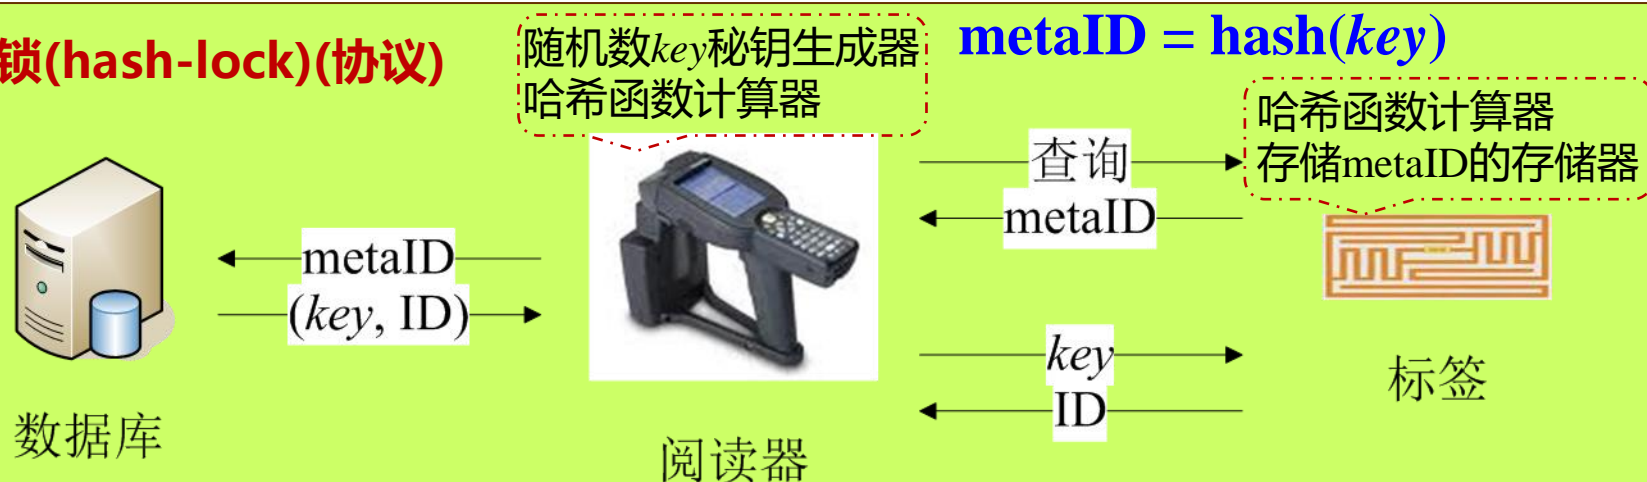 锁(hash-lock)(协议)
随机数key秘钥生成器
哈希函数计算器
metaID = hash(key)
哈希函数计算器
存储metaID的存储器
查询
metaID
metaID
(key, ID)
key
ID
标签
数据库
阅读器